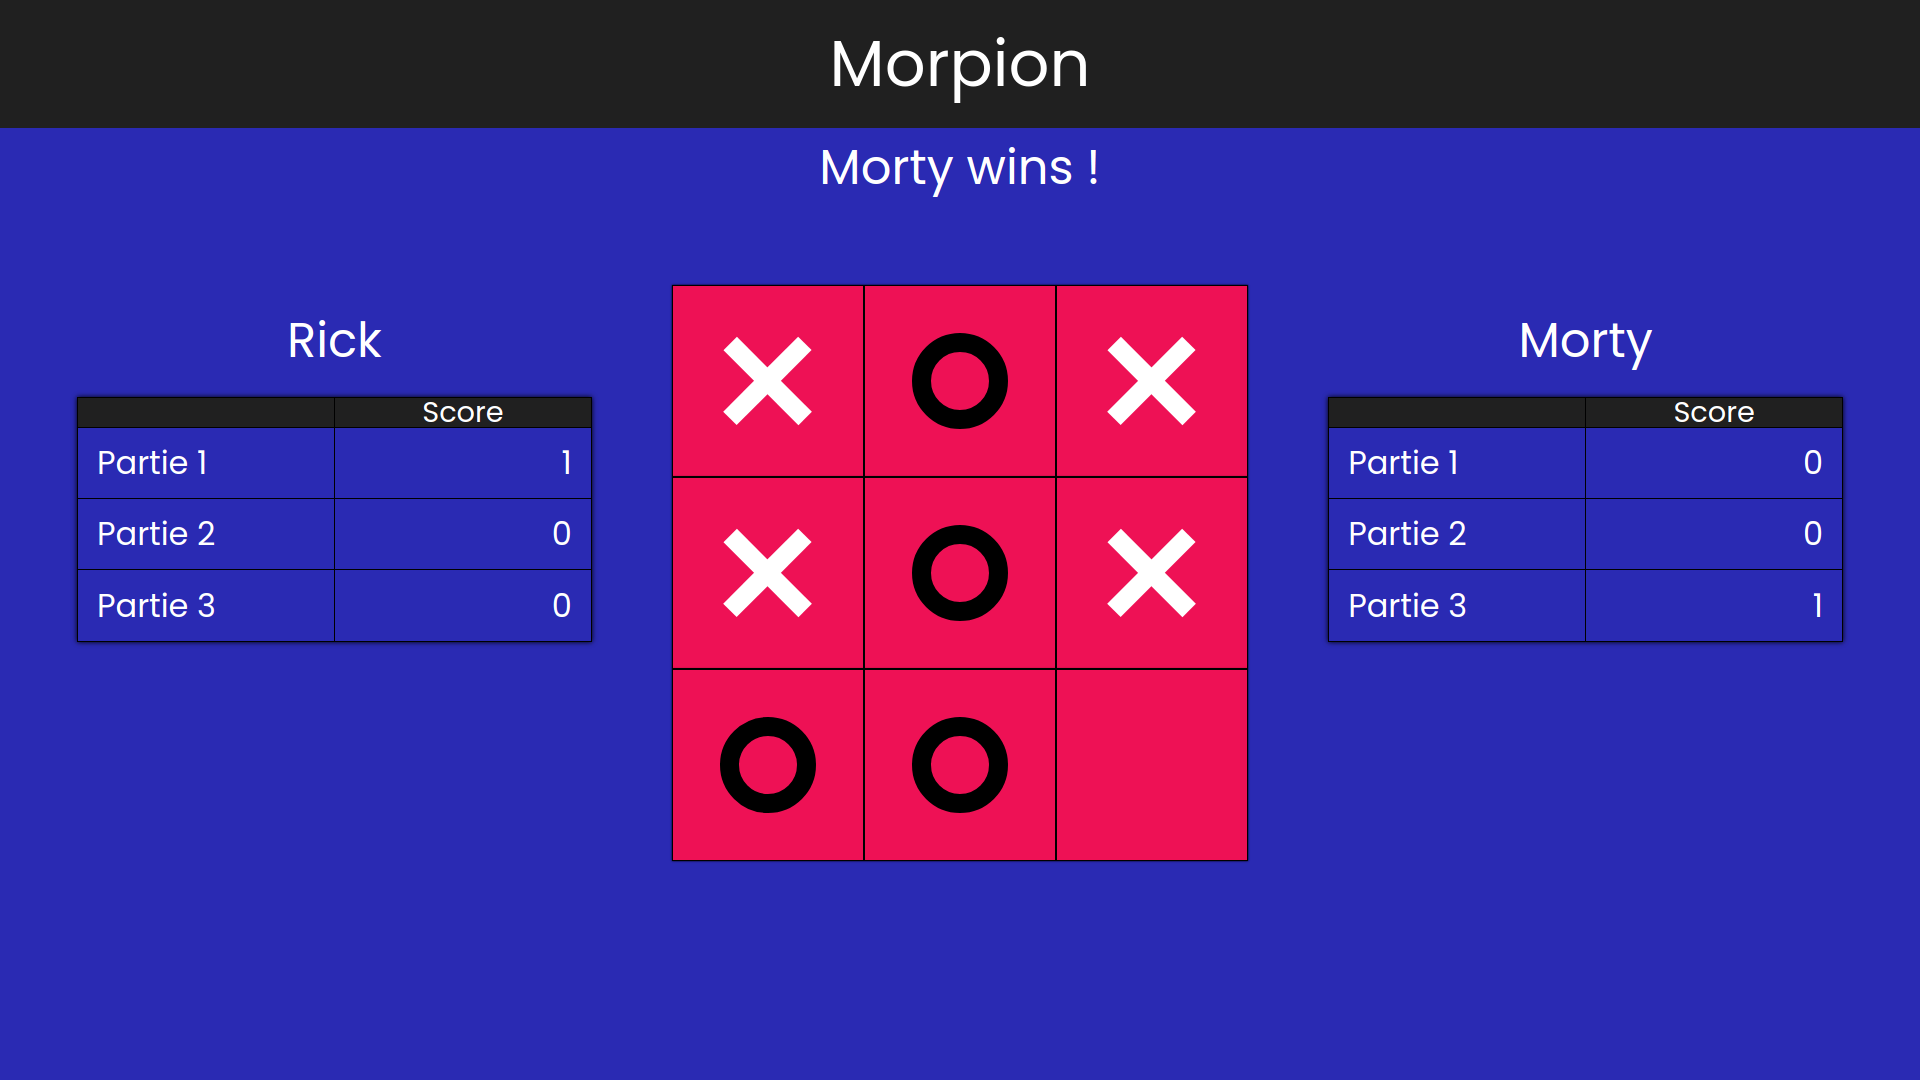 Morpion
Morty wins !
Rick
Score
Partie 1 1
Partie 2 0
Partie 3 0
Morty
Score
Partie 1 0
Partie 2 0
Partie 3 1